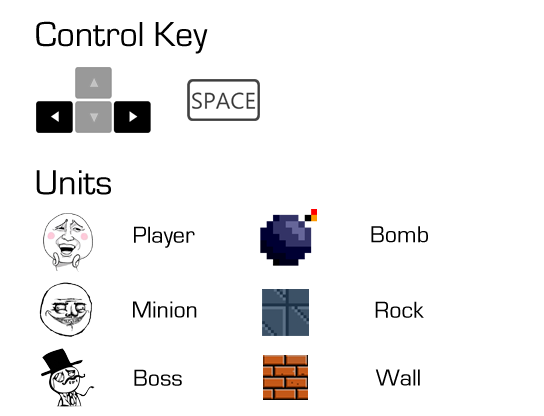 Control Key
SPACE
Units
Player
Bomb
Minion
Rock
Boss
Wall